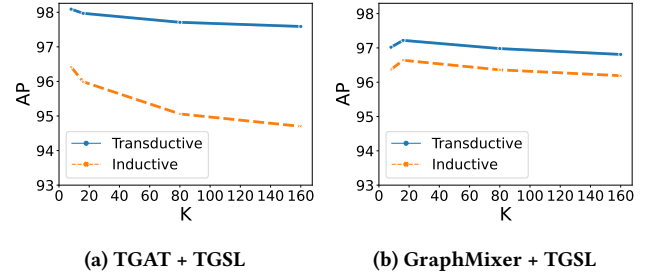 98
97
96
95
94
93
AP
Transductive
Inductive
0 20 40 60 80 100 120 140 160
K
(a) TGAT + TGSL
98
97
96
95
94
93
AP
Transductive
Inductive
0 20 40 60 80 100 120 140 160
K
(b) GraphMixer + TGSL